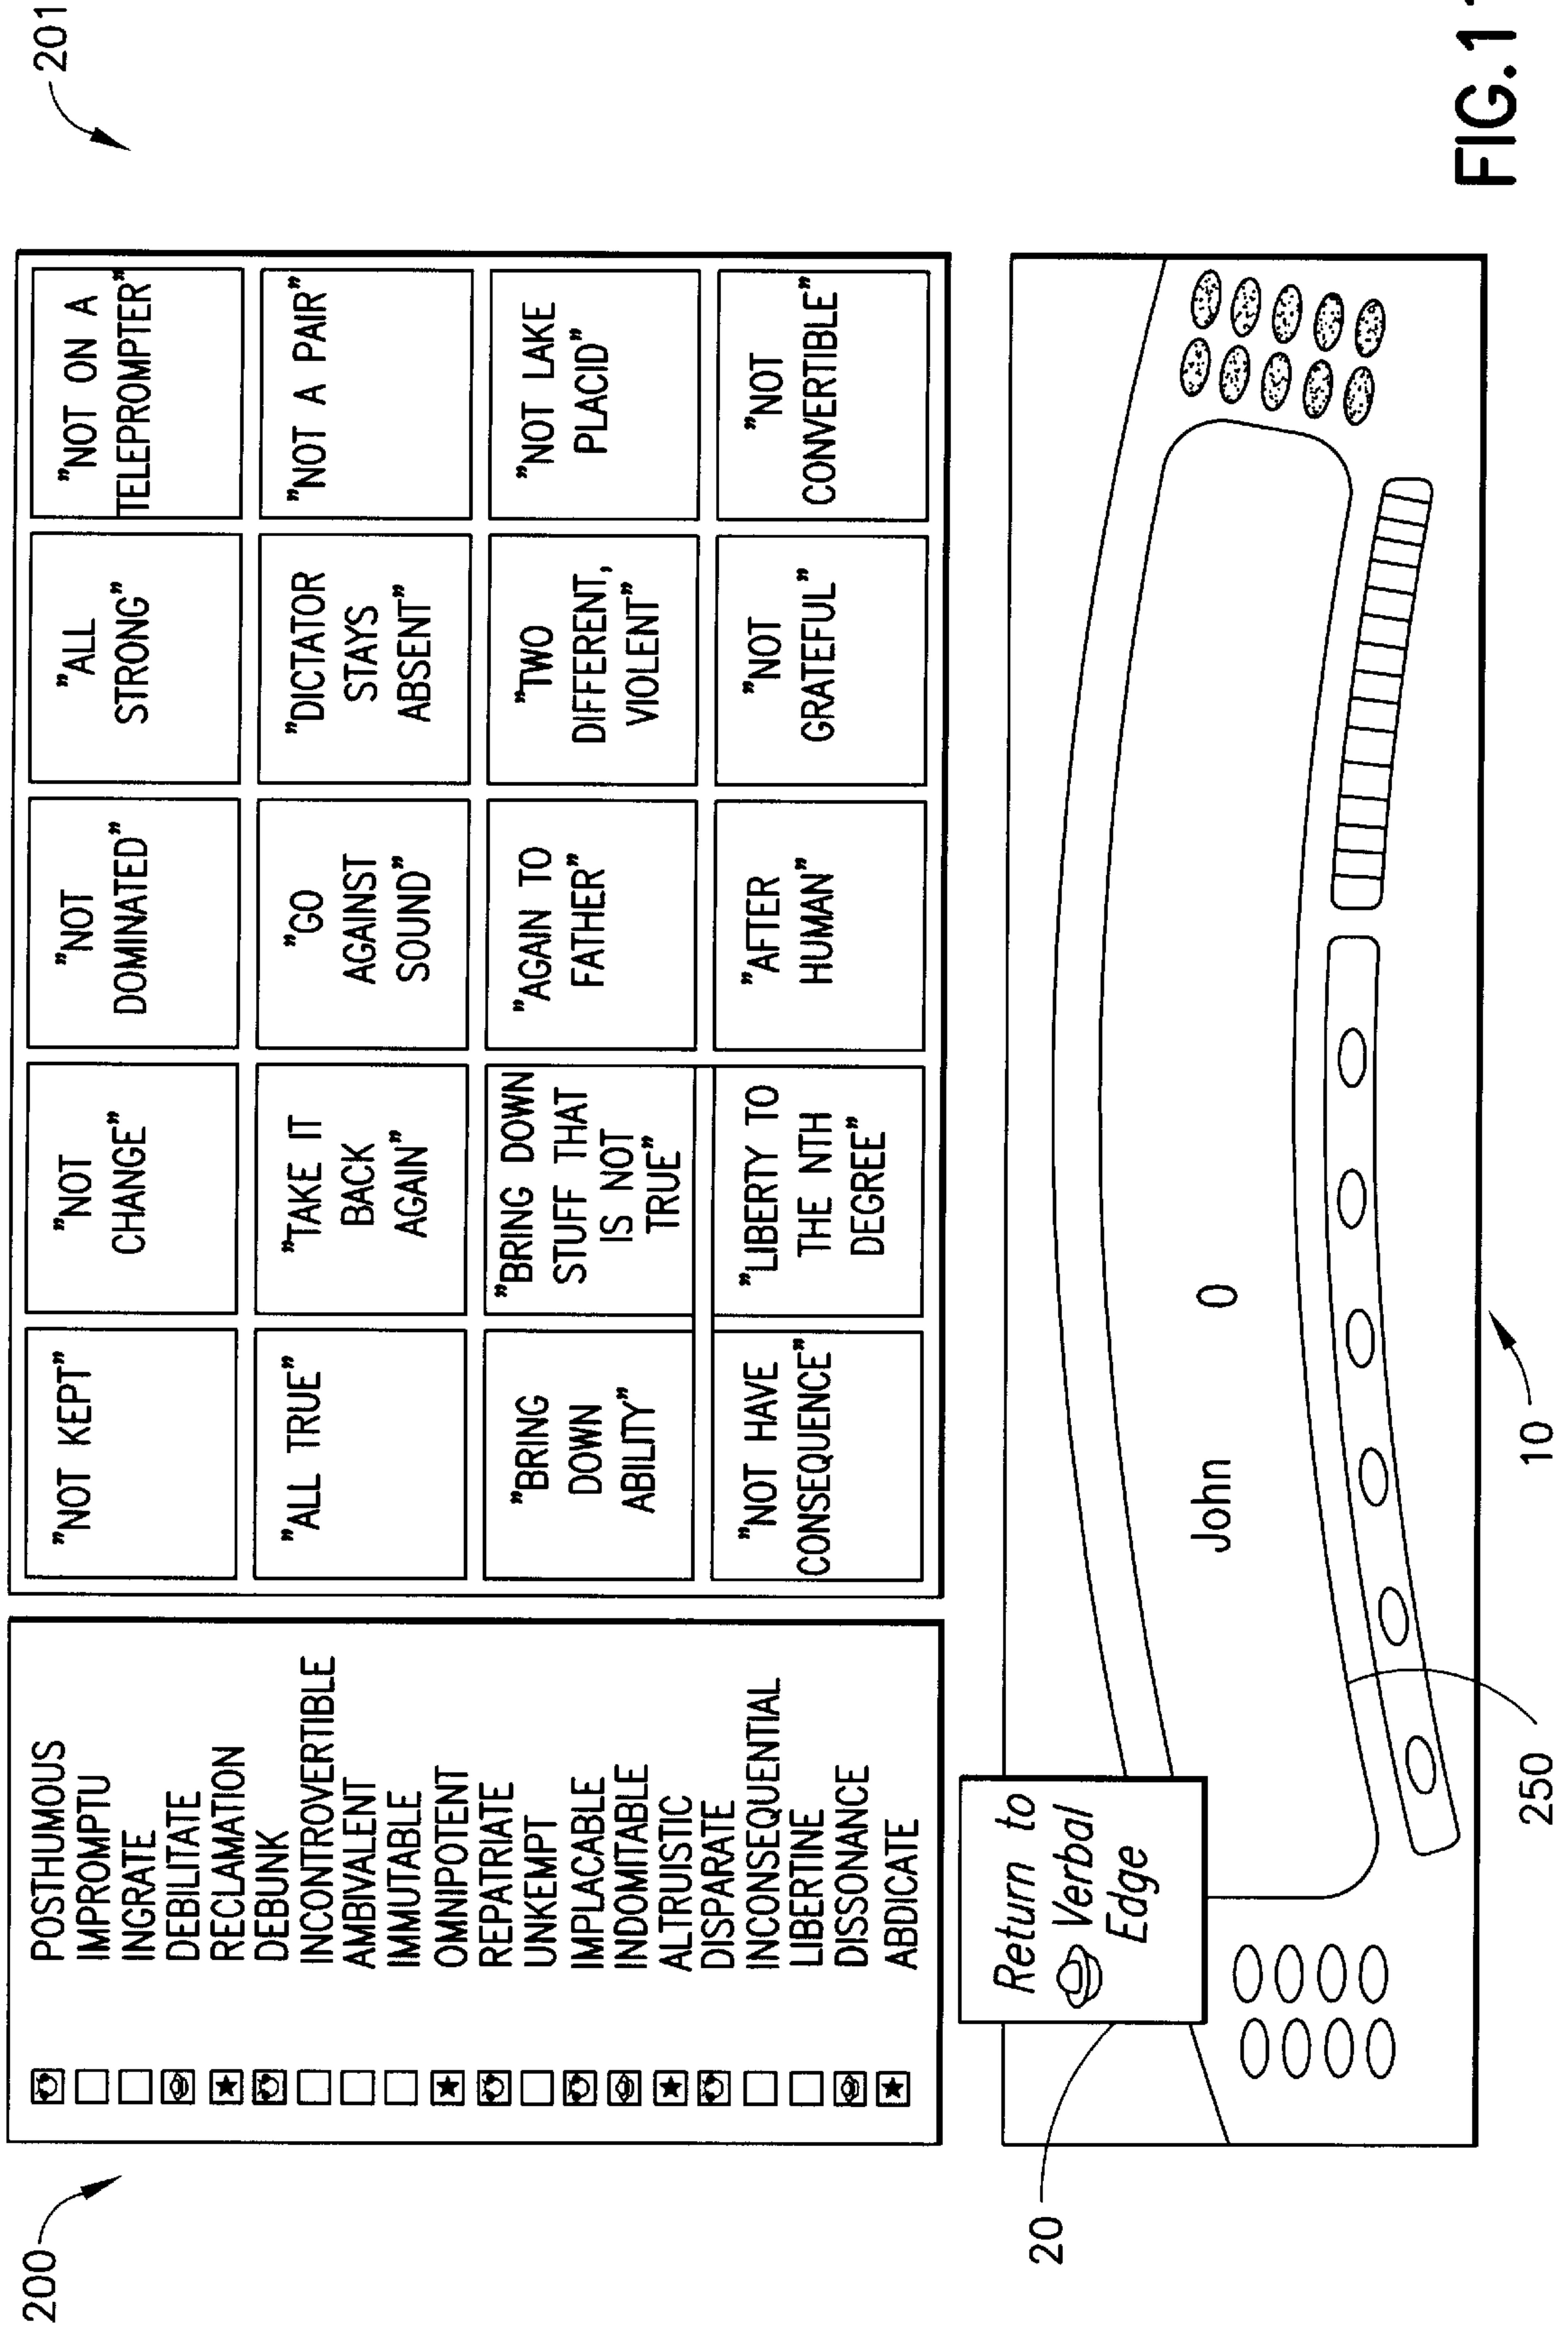 200
201
POSTHUMOUS
IMPROMPTU
INGRATE
DEBILITATE
RECLAMATION
DEBUNK
INCONTROVERTIBLE
AMBIVALENT
IMMUTABLE
OMNIPOTENT
REPATRIATE
UNKEMPT
IMPLACABLE
INDOMITABLE
ALTRUISTIC
DISPARATE
INCONSEQUENTIAL
LIBERTINE
DISSONANCE
ABDICATE
"NOT KEPT"
"NOT
CHANGE"
"NOT
DOMINATED"
"ALL
STRONG"
"NOT ON A
TELEPROMPTER"
"ALL TRUE"
"TAKE IT
BACK
AGAIN"
"GO
AGAINST
SOUND"
"DICTATOR
STAYS
ABSENT"
"NOT A PAIR"
"BRING
DOWN
ABILITY"
"BRING DOWN
STUFF THAT
IS NOT
TRUE"
"AGAIN TO
FATHER"
"TWO
DIFFERENT,
VIOLENT"
"NOT LAKE
PLACID"
"NOT HAVE
CONSEQUENCE"
"LIBERTY TO
THE NTH
DEGREE"
"AFTER
HUMAN"
"NOT
GRATEFUL"
"NOT
CONVERTIBLE"
20
Return to
Verbal
Edge
John 0
250
10